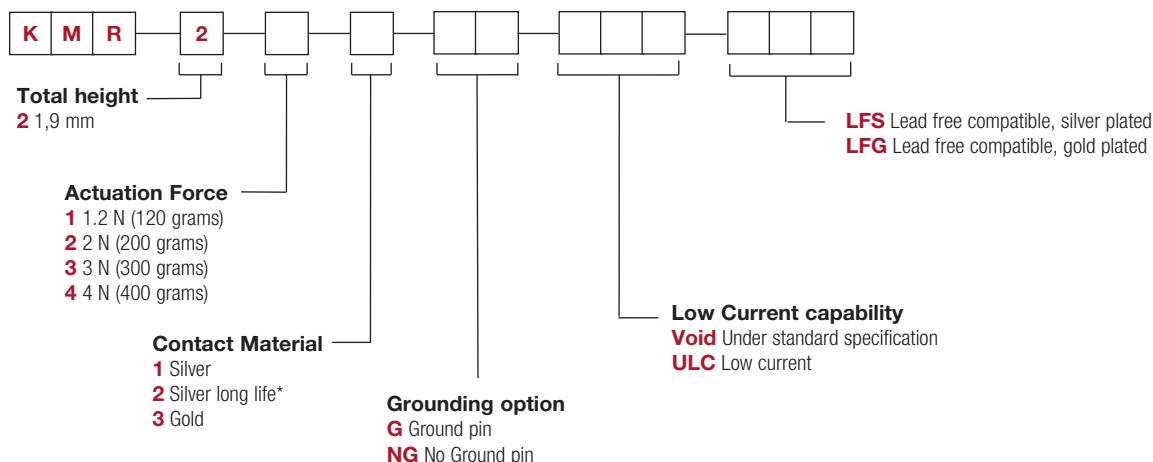 K M R 2
Total height
2 1,9 mm
LFS Lead free compatible, silver plated
LFG Lead free compatible, gold plated
Actuation Force
1 1.2 N (120 grams)
2 2 N (200 grams)
3 3 N (300 grams)
4 4 N (400 grams)
Low Current capability
Void Under standard specification
ULC Low current
Contact Material
1 Silver
2 Silver long life*
3 Gold
Grounding option
G Ground pin
NG No Ground pin